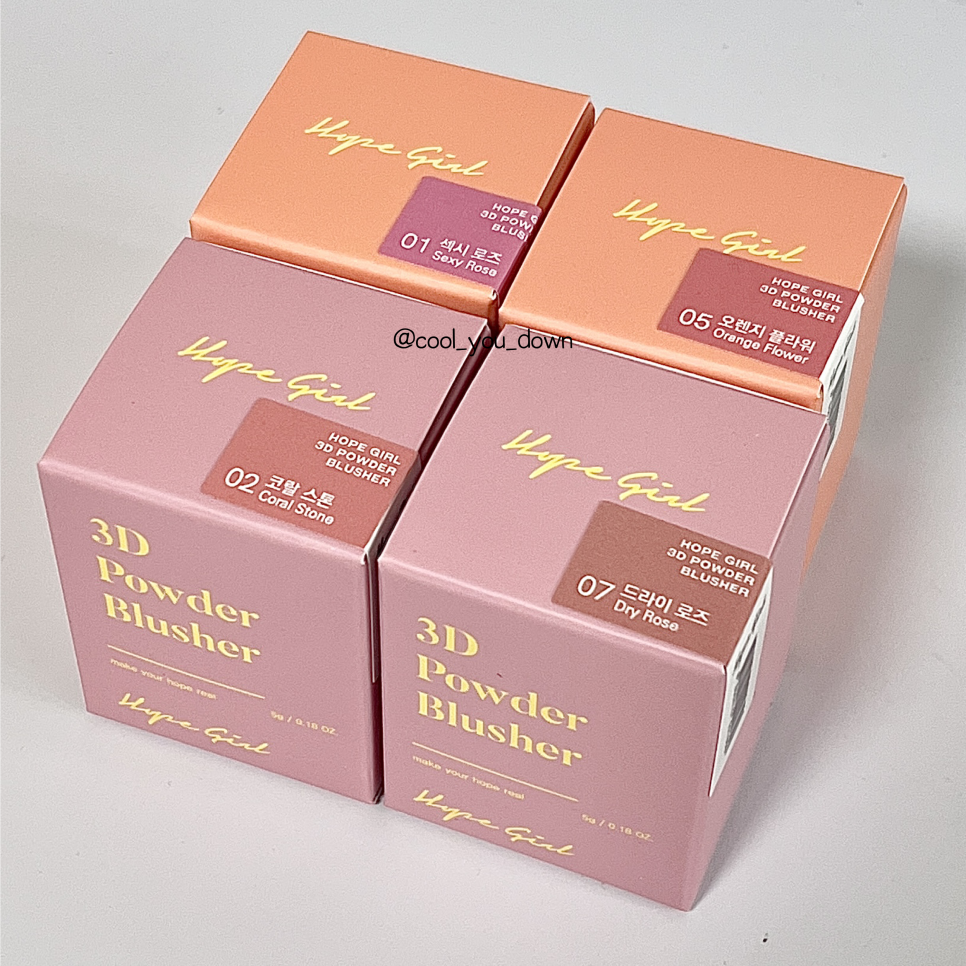 Hope Girl
HOPE G
3D POW
BLUS
01 섹시 로즈
Sexy Rose
Hope Girl
HOPE GIRL
3D POWDER
BLUSHER
05 오렌지 플라워
Orange Flower
@cool_you_down
Hope Girl
HOPE GIRL
3D POWDER
BLUSHER
02 코랄 스톤
Coral Stone
3D
Powder
Blusher
make your hope real
5g / 0.18 OZ.
Hope Girl
Hope Girl
HOPE GIRL
3D POWDER
BLUSHER
07 드라이 로즈
Dry Rose
3D
Powder
Blusher
make your hope real
5g / 0.18 OZ.
Hope Girl